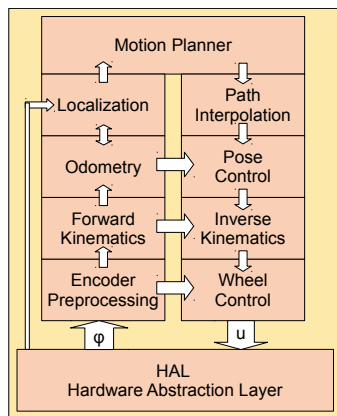 Motion Planner
Localization
Path
Interpolation
Odometry
Pose
Control
Forward
Kinematics
Inverse
Kinematics
Encoder
Preprocessing
Wheel
Control
φ
u
HAL
Hardware Abstraction Layer